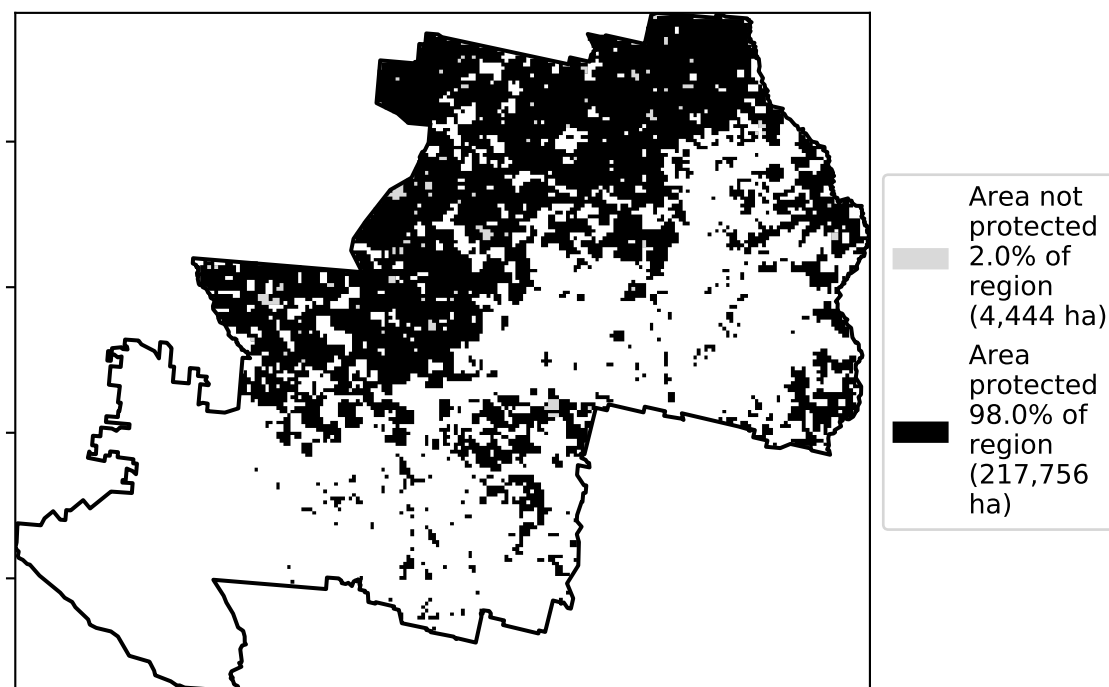 Area not
protected
2.0% of
region
(4,444 ha)
Area
protected
98.0% of
region
(217,756
ha)